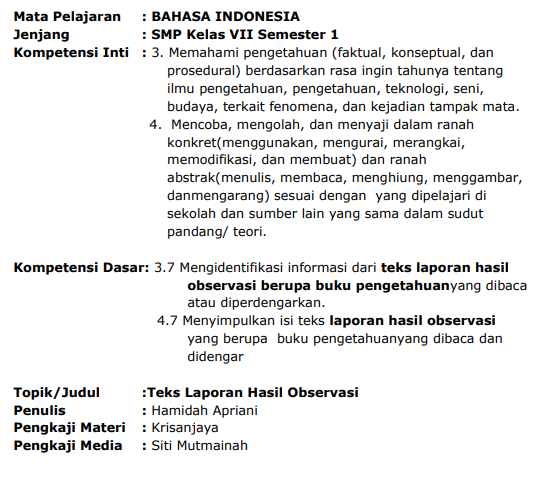 Mata Pelajaran : BAHASA INDONESIA
Jenjang : SMP Kelas VII Semester 1
Kompetensi Inti : 3. Memahami pengetahuan (faktual, konseptual, dan
prosedural) berdasarkan rasa ingin tahunya tentang
ilmu pengetahuan, pengetahuan, teknologi, seni,
budaya, terkait fenomena, dan kejadian tampak mata.
4. Mencoba, mengolah, dan menyaji dalam ranah
konkret(menggunakan, mengurai, merangkai,
memodifikasi, dan membuat) dan ranah
abstrak(menulis, membaca, menghiung, menggambar,
danmengarang) sesuai dengan yang dipelajari di
sekolah dan sumber lain yang sama dalam sudut
pandang/ teori.
Kompetensi Dasar: 3.7 Mengidentifikasi informasi dari teks laporan hasil
observasi berupa buku pengetahuanyang dibaca
atau diperdengarkan.
4.7 Menyimpulkan isi teks laporan hasil observasi
yang berupa buku pengetahuanyang dibaca dan
didengar
Topik/Judul :Teks Laporan Hasil Observasi
Penulis : Hamidah Apriani
Pengkaji Materi : Krisanjaya
Pengkaji Media : Siti Mutmainah